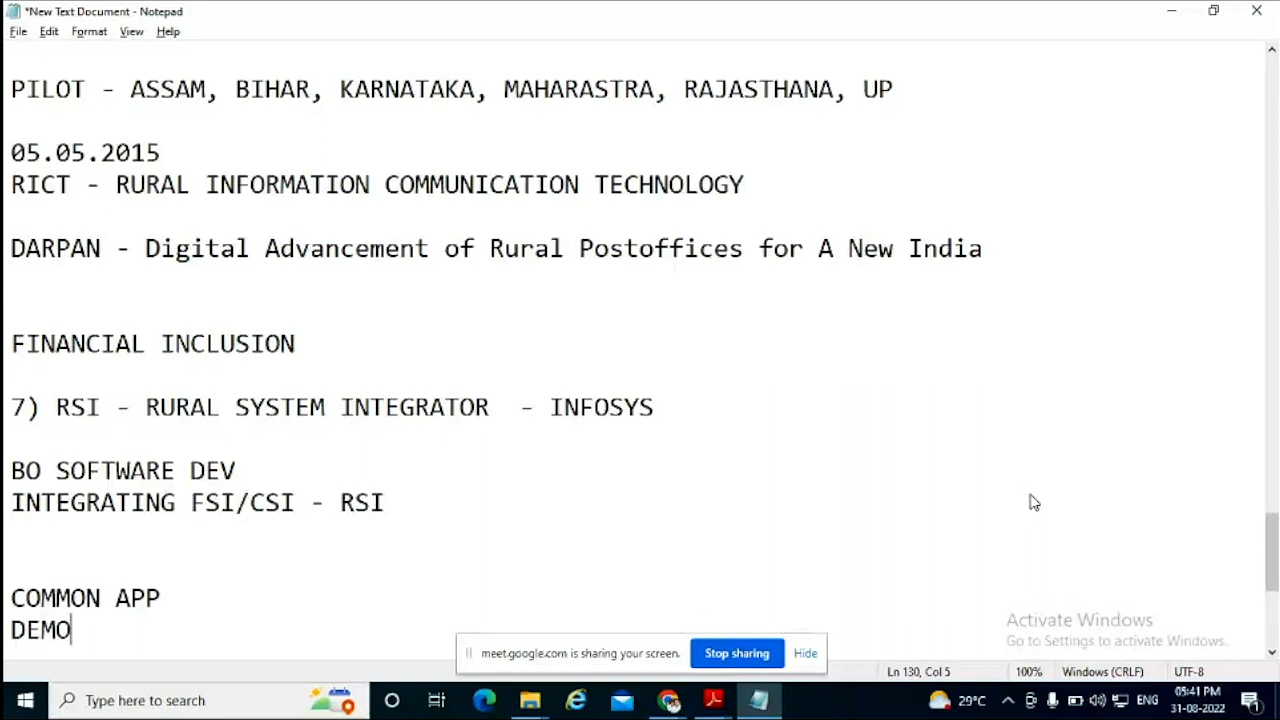 *New Text Document - Notepad
File Edit Format View Help
PILOT - ASSAM, BIHAR, KARNATAKA, MAHARASTRA, RAJASTHANA, UP
05.05.2015
RICT - RURAL INFORMATION COMMUNICATION TECHNOLOGY
DARPAN - Digital Advancement of Rural Postoffices for A New India
FINANCIAL INCLUSION
7) RSI - RURAL SYSTEM INTEGRATOR - INFOSYS
BO SOFTWARE DEV
INTEGRATING FSI/CSI - RSI
COMMON APP
DEMO
Activate Windows
Go to Settings to activate Windows.
meet.google.com is sharing your screen. Stop sharing Hide
Ln 130, Col 5 100% Windows (CRLF) UTF-8
Type here to search 29°C ENG 05:41 PM
31-08-2022